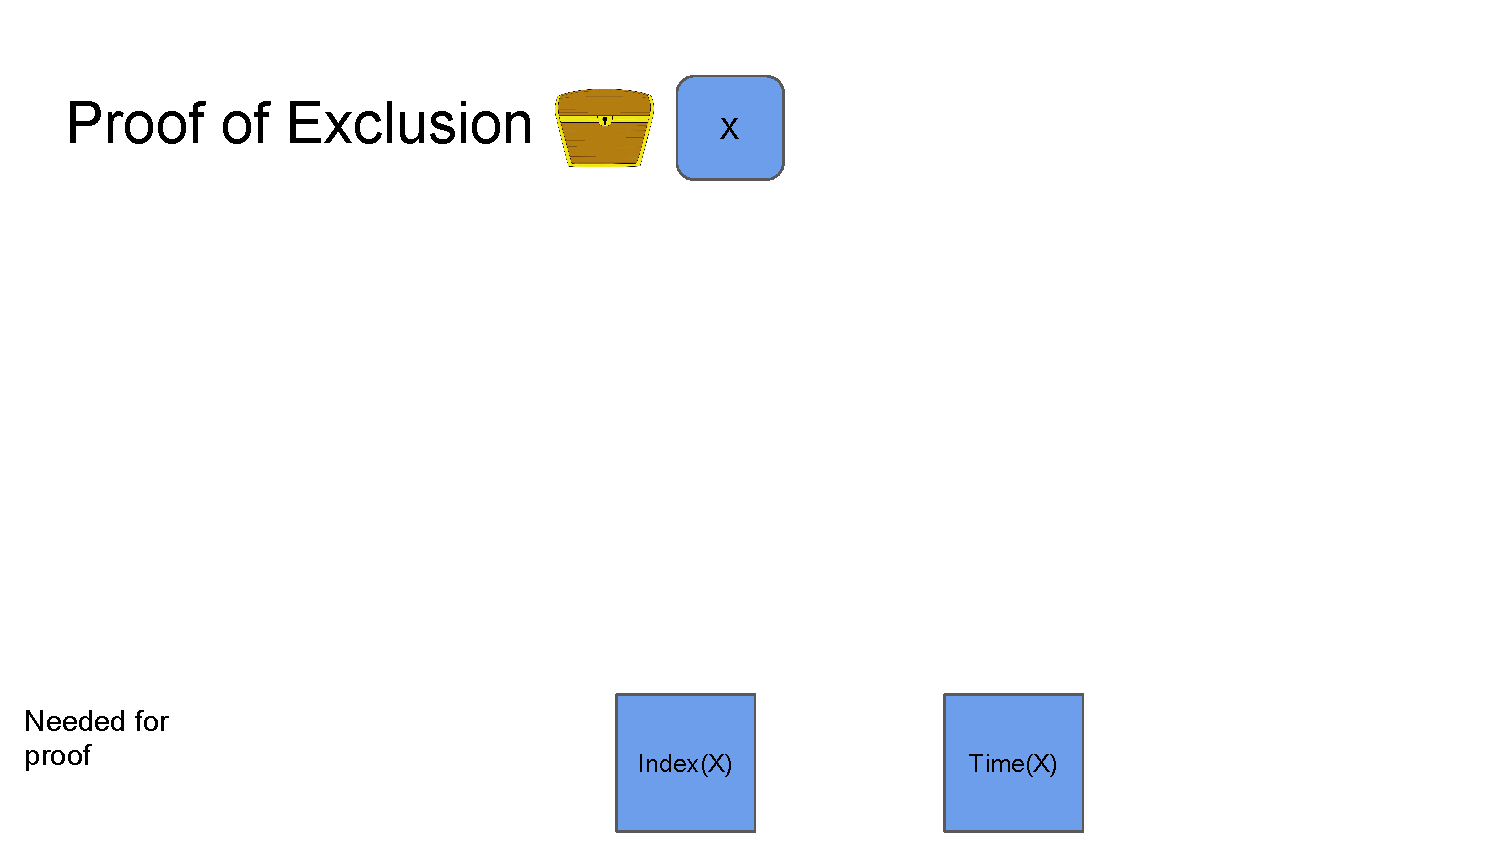 Proof of Exclusion
x
Needed for
proof
Index(X)
Time(X)